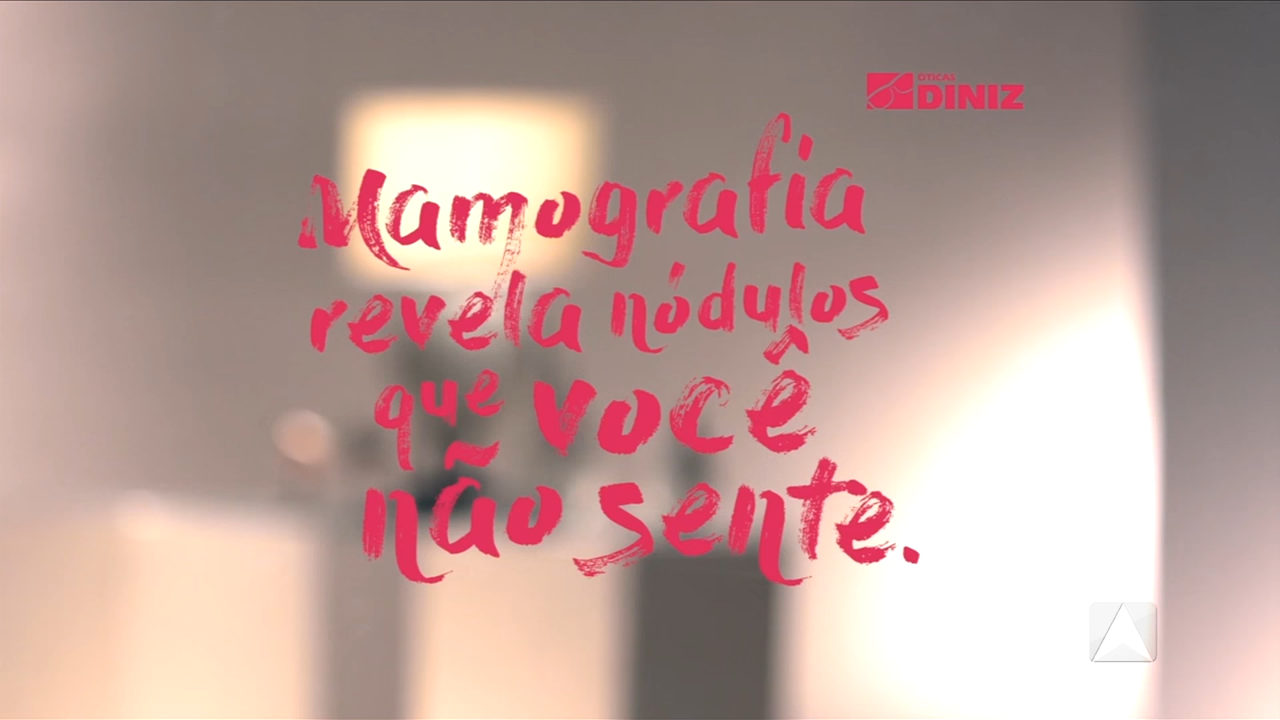 ÓTICAS
DINIZ
Mamografia
revela nódulos
que você
não sente.